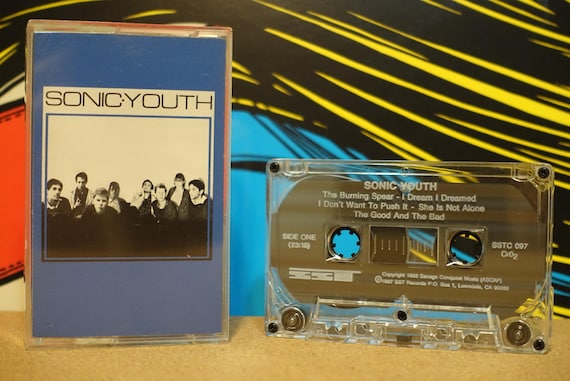 SONIC·YOUTH
SONIC YOUTH
The Burning Spear - I Dream I Dreamed
I Don't Want To Push It - She Is Not Alone
The Good And The Bad
SIDE ONE
(23:18)
SSTC 097
CrO2
SST
Copyright 1982 Savage Conquest Music (ASCAP)
©1987 SST Records P.O. Box 1, Lawndale, CA 90260